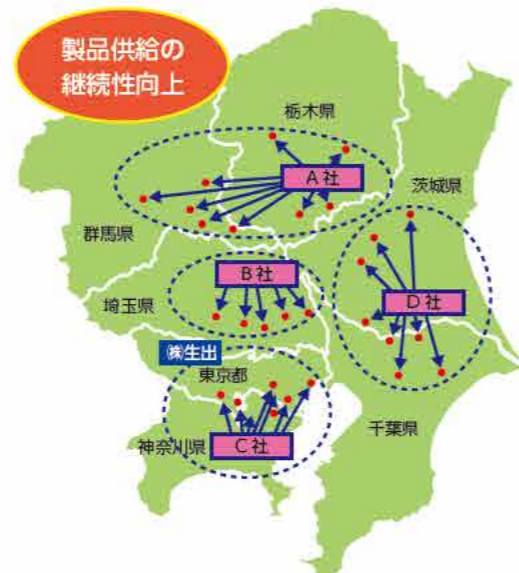 製品供給の
継続性向上
栃木県
A社
茨城県
群馬県
B社
埼玉県
D社
㈱生出
東京都
千葉県
神奈川県
C社